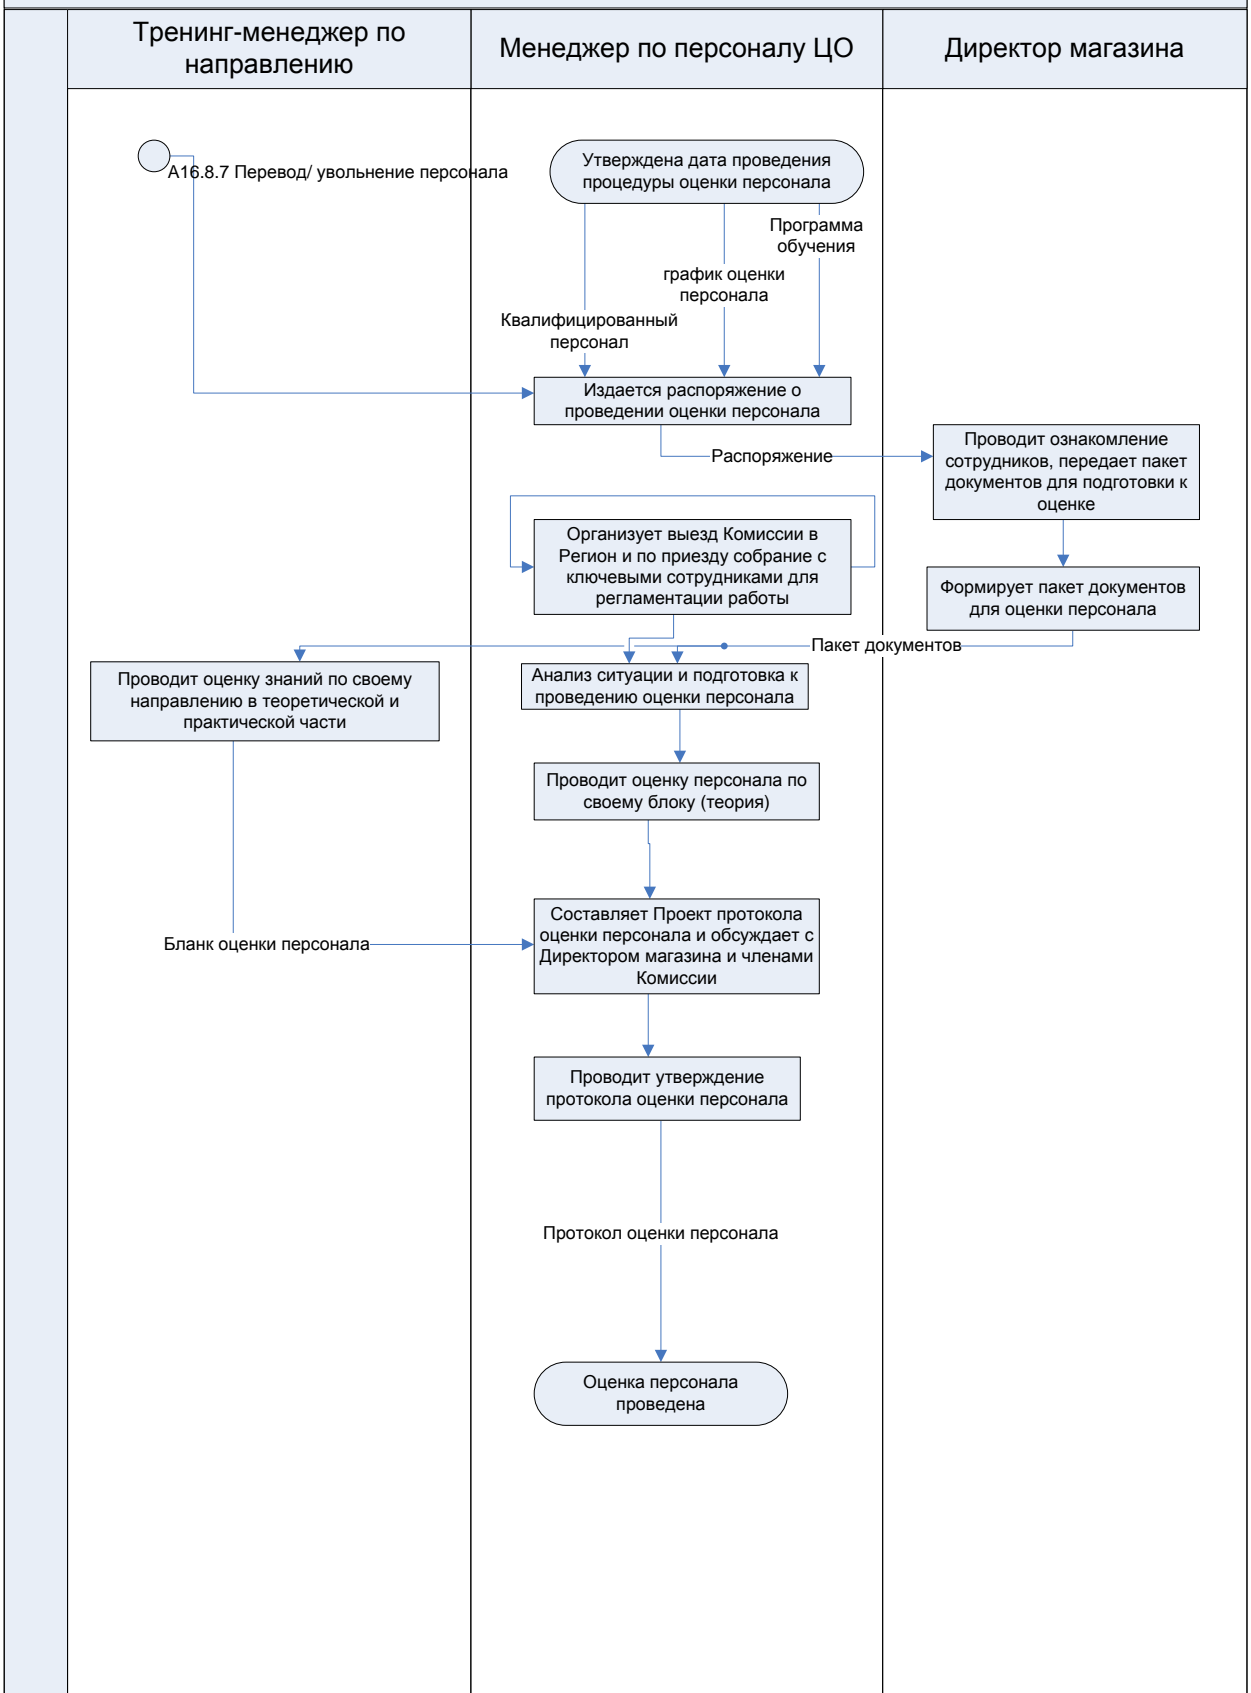 Тренинг-менеджер по
направлению
Менеджер по персоналу ЦО
Директор магазина
А16.8.7 Перевод/ увольнение персонала
Утверждена дата проведения
процедуры оценки персонала
Программа
обучения
график оценки
персонала
Квалифицированный
персонал
Издается распоряжение о
проведении оценки персонала
Распоряжение
Проводит ознакомление
сотрудников, передает пакет
документов для подготовки к
оценке
Организует выезд Комиссии в
Регион и по приезду собрание с
ключевыми сотрудниками для
регламентации работы
Формирует пакет документов
для оценки персонала
Пакет документов
Проводит оценку знаний по своему
направлению в теоретической и
практической части
Анализ ситуации и подготовка к
проведению оценки персонала
Проводит оценку персонала по
своему блоку (теория)
Составляет Проект протокола
оценки персонала и обсуждает с
Директором магазина и членами
Комиссии
Бланк оценки персонала
Проводит утверждение
протокола оценки персонала
Протокол оценки персонала
Оценка персонала
проведена